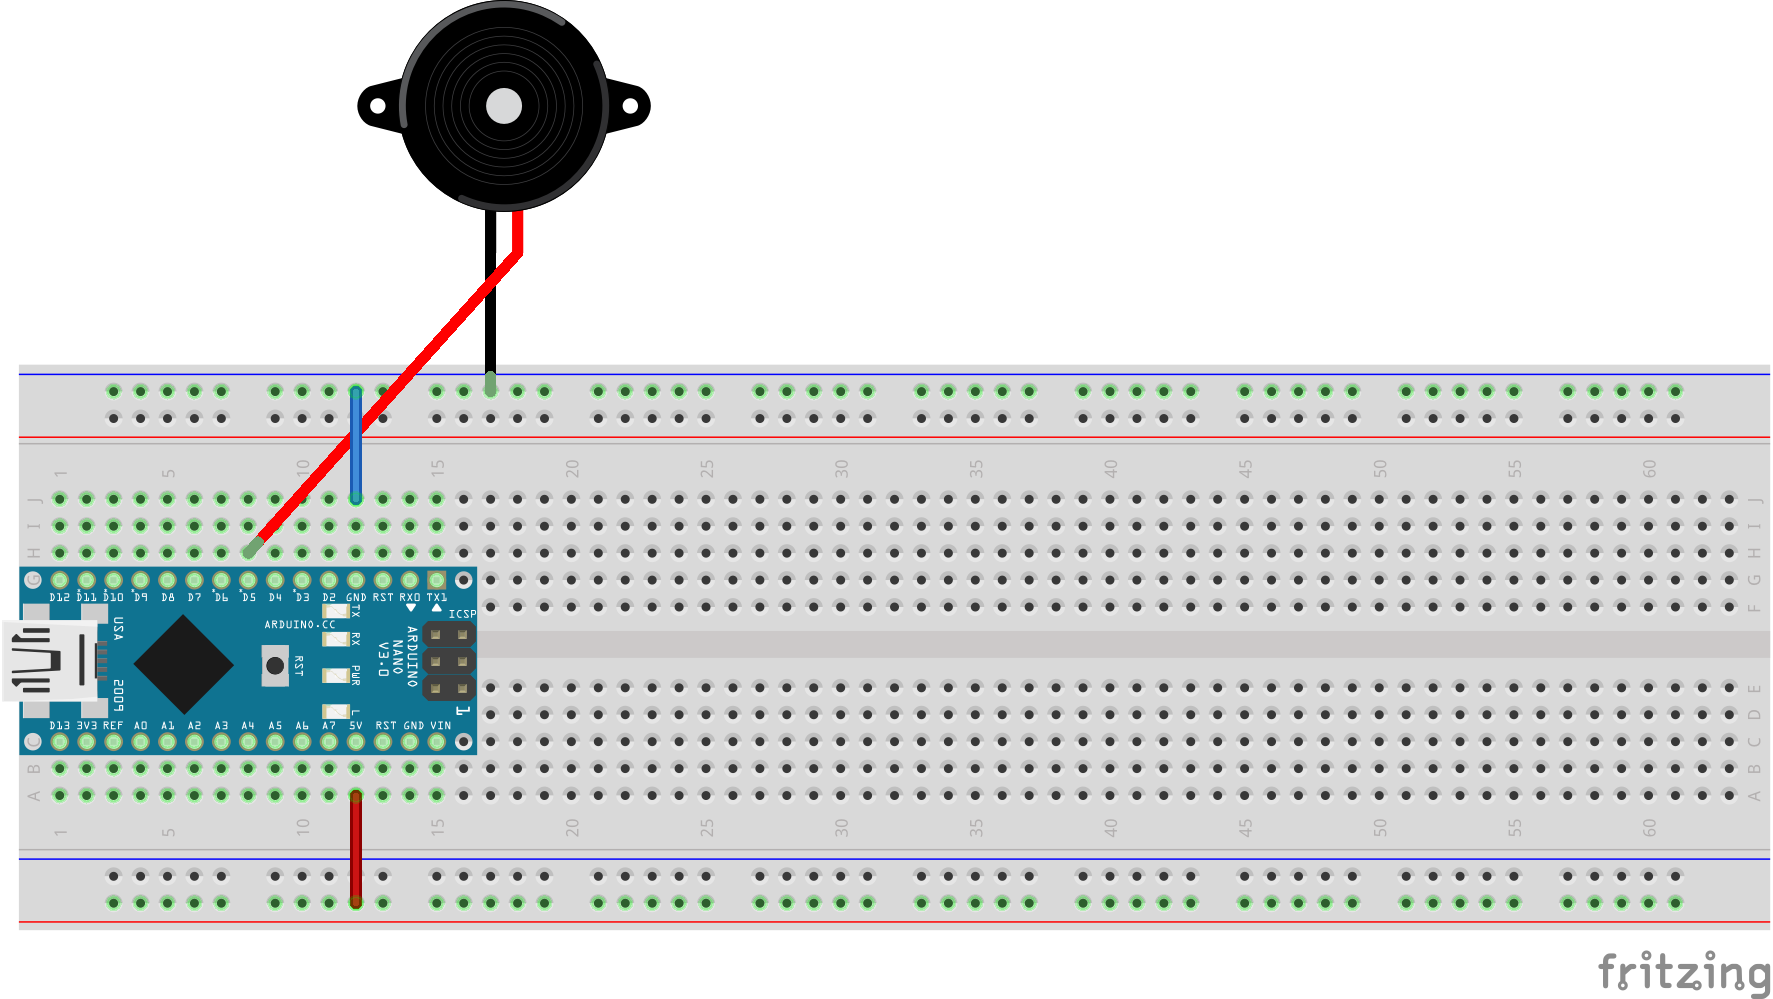 1 5 10 15 20 25 30 35 40 45 50 55 60
J J
I I
H H
G G
D12 D11 D10 D9 D8 D7 D6 D5 D4 D3 D2 GND RST RX0 TX1
F
ICSP
TX
USA
ARDUINO.CC
RX
ARDUINO
NANO
V3.0
RST
PWR
2009
L
1
E
D
D13 3V3 REF A0 A1 A2 A3 A4 A5 A6 A7 5V RST GND VIN
C C
B B
A A
1 5 10 15 20 25 30 35 40 45 50 55 60
fritzing